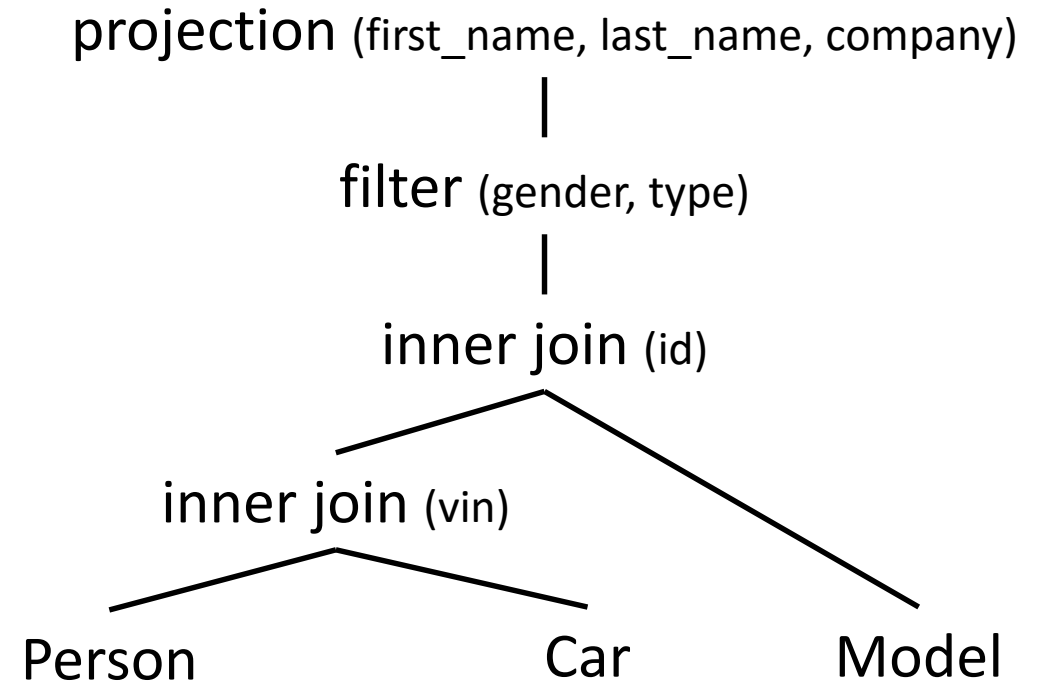 projection (first_name, last_name, company)
filter (gender, type)
inner join (id)
inner join (vin)
Person Car Model